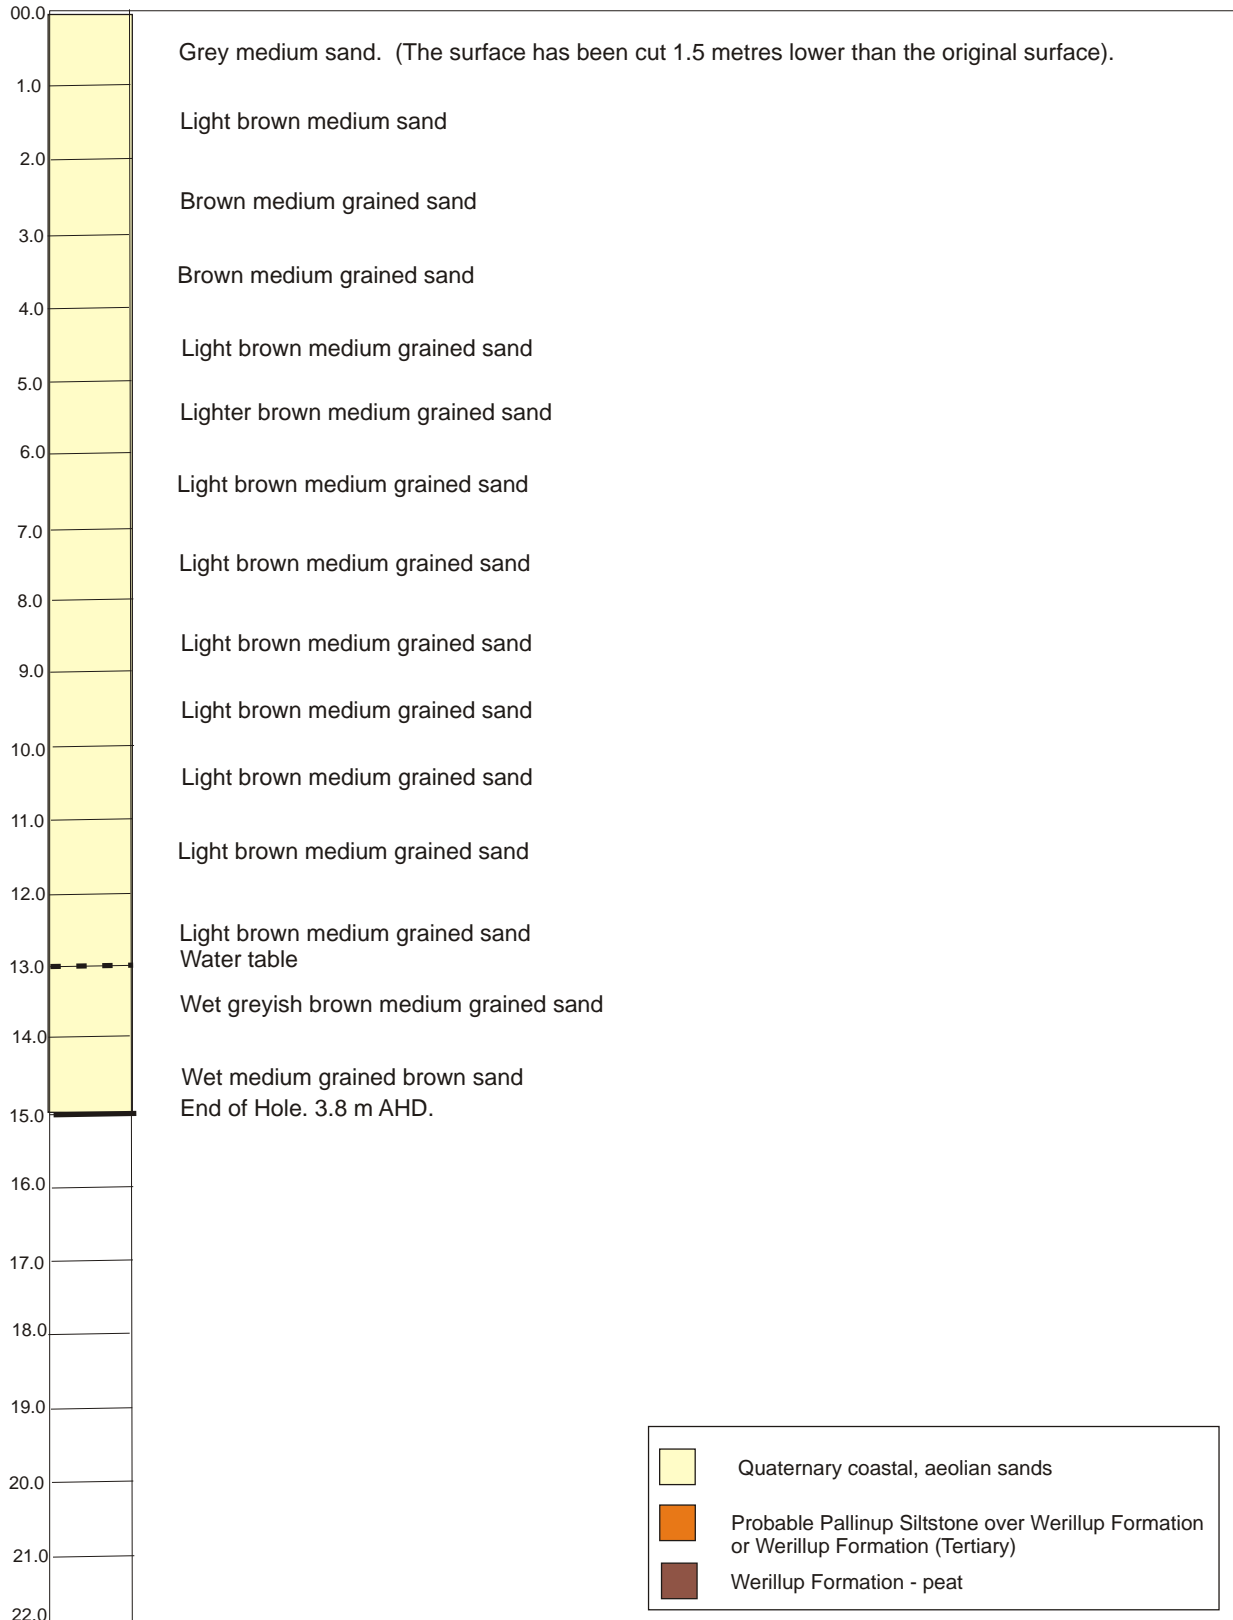 00.0
Grey medium sand.  (The surface has been cut 1.5 metres lower than the original surface).
1.0
Light brown medium sand
2.0
Brown medium grained sand
3.0
Brown medium grained sand
4.0
Light brown medium grained sand
5.0
Lighter brown medium grained sand
6.0
Light brown medium grained sand
7.0
Light brown medium grained sand
8.0
Light brown medium grained sand
9.0
Light brown medium grained sand
10.0
Light brown medium grained sand
11.0
Light brown medium grained sand
12.0
Light brown medium grained sand
Water table
13.0
Wet greyish brown medium grained sand
14.0
Wet medium grained brown sand
End of Hole. 3.8 m AHD.
15.0
16.0
17.0
18.0
19.0
20.0
21.0
22.0
Quaternary coastal, aeolian sands
Probable Pallinup Siltstone over Werillup Formation
or Werillup Formation (Tertiary)
Werillup Formation - peat